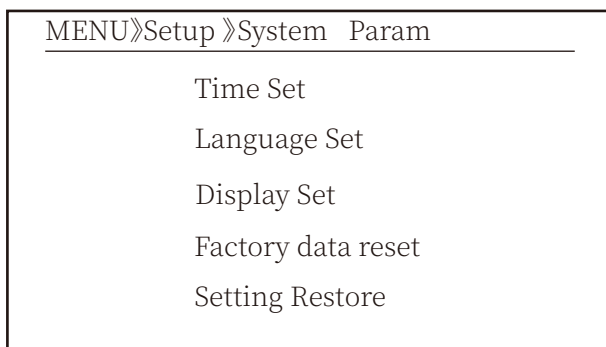 MENU》Setup 》System Param
Time Set
Language Set
Display Set
Factory data reset
Setting Restore